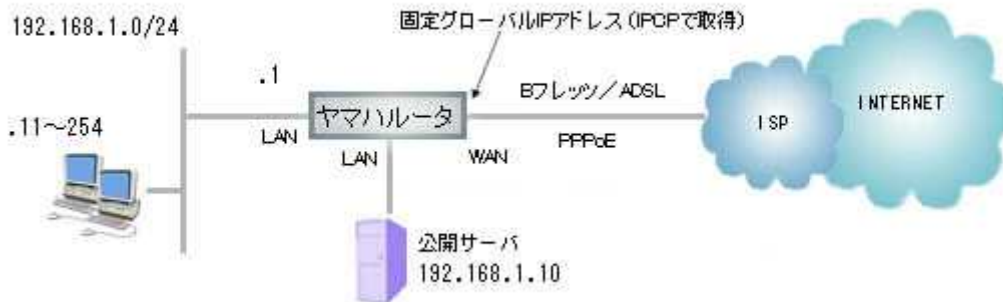 固定グローバルIPアドレス(IPCPで取得)
192.168.1.0/24
.1
Bフレッツ/ADSL
INTERNET
ヤマハルータ
ISP
.11~254
LAN
LAN
WAN
PPPoE
公開サーバ
192.168.1.10